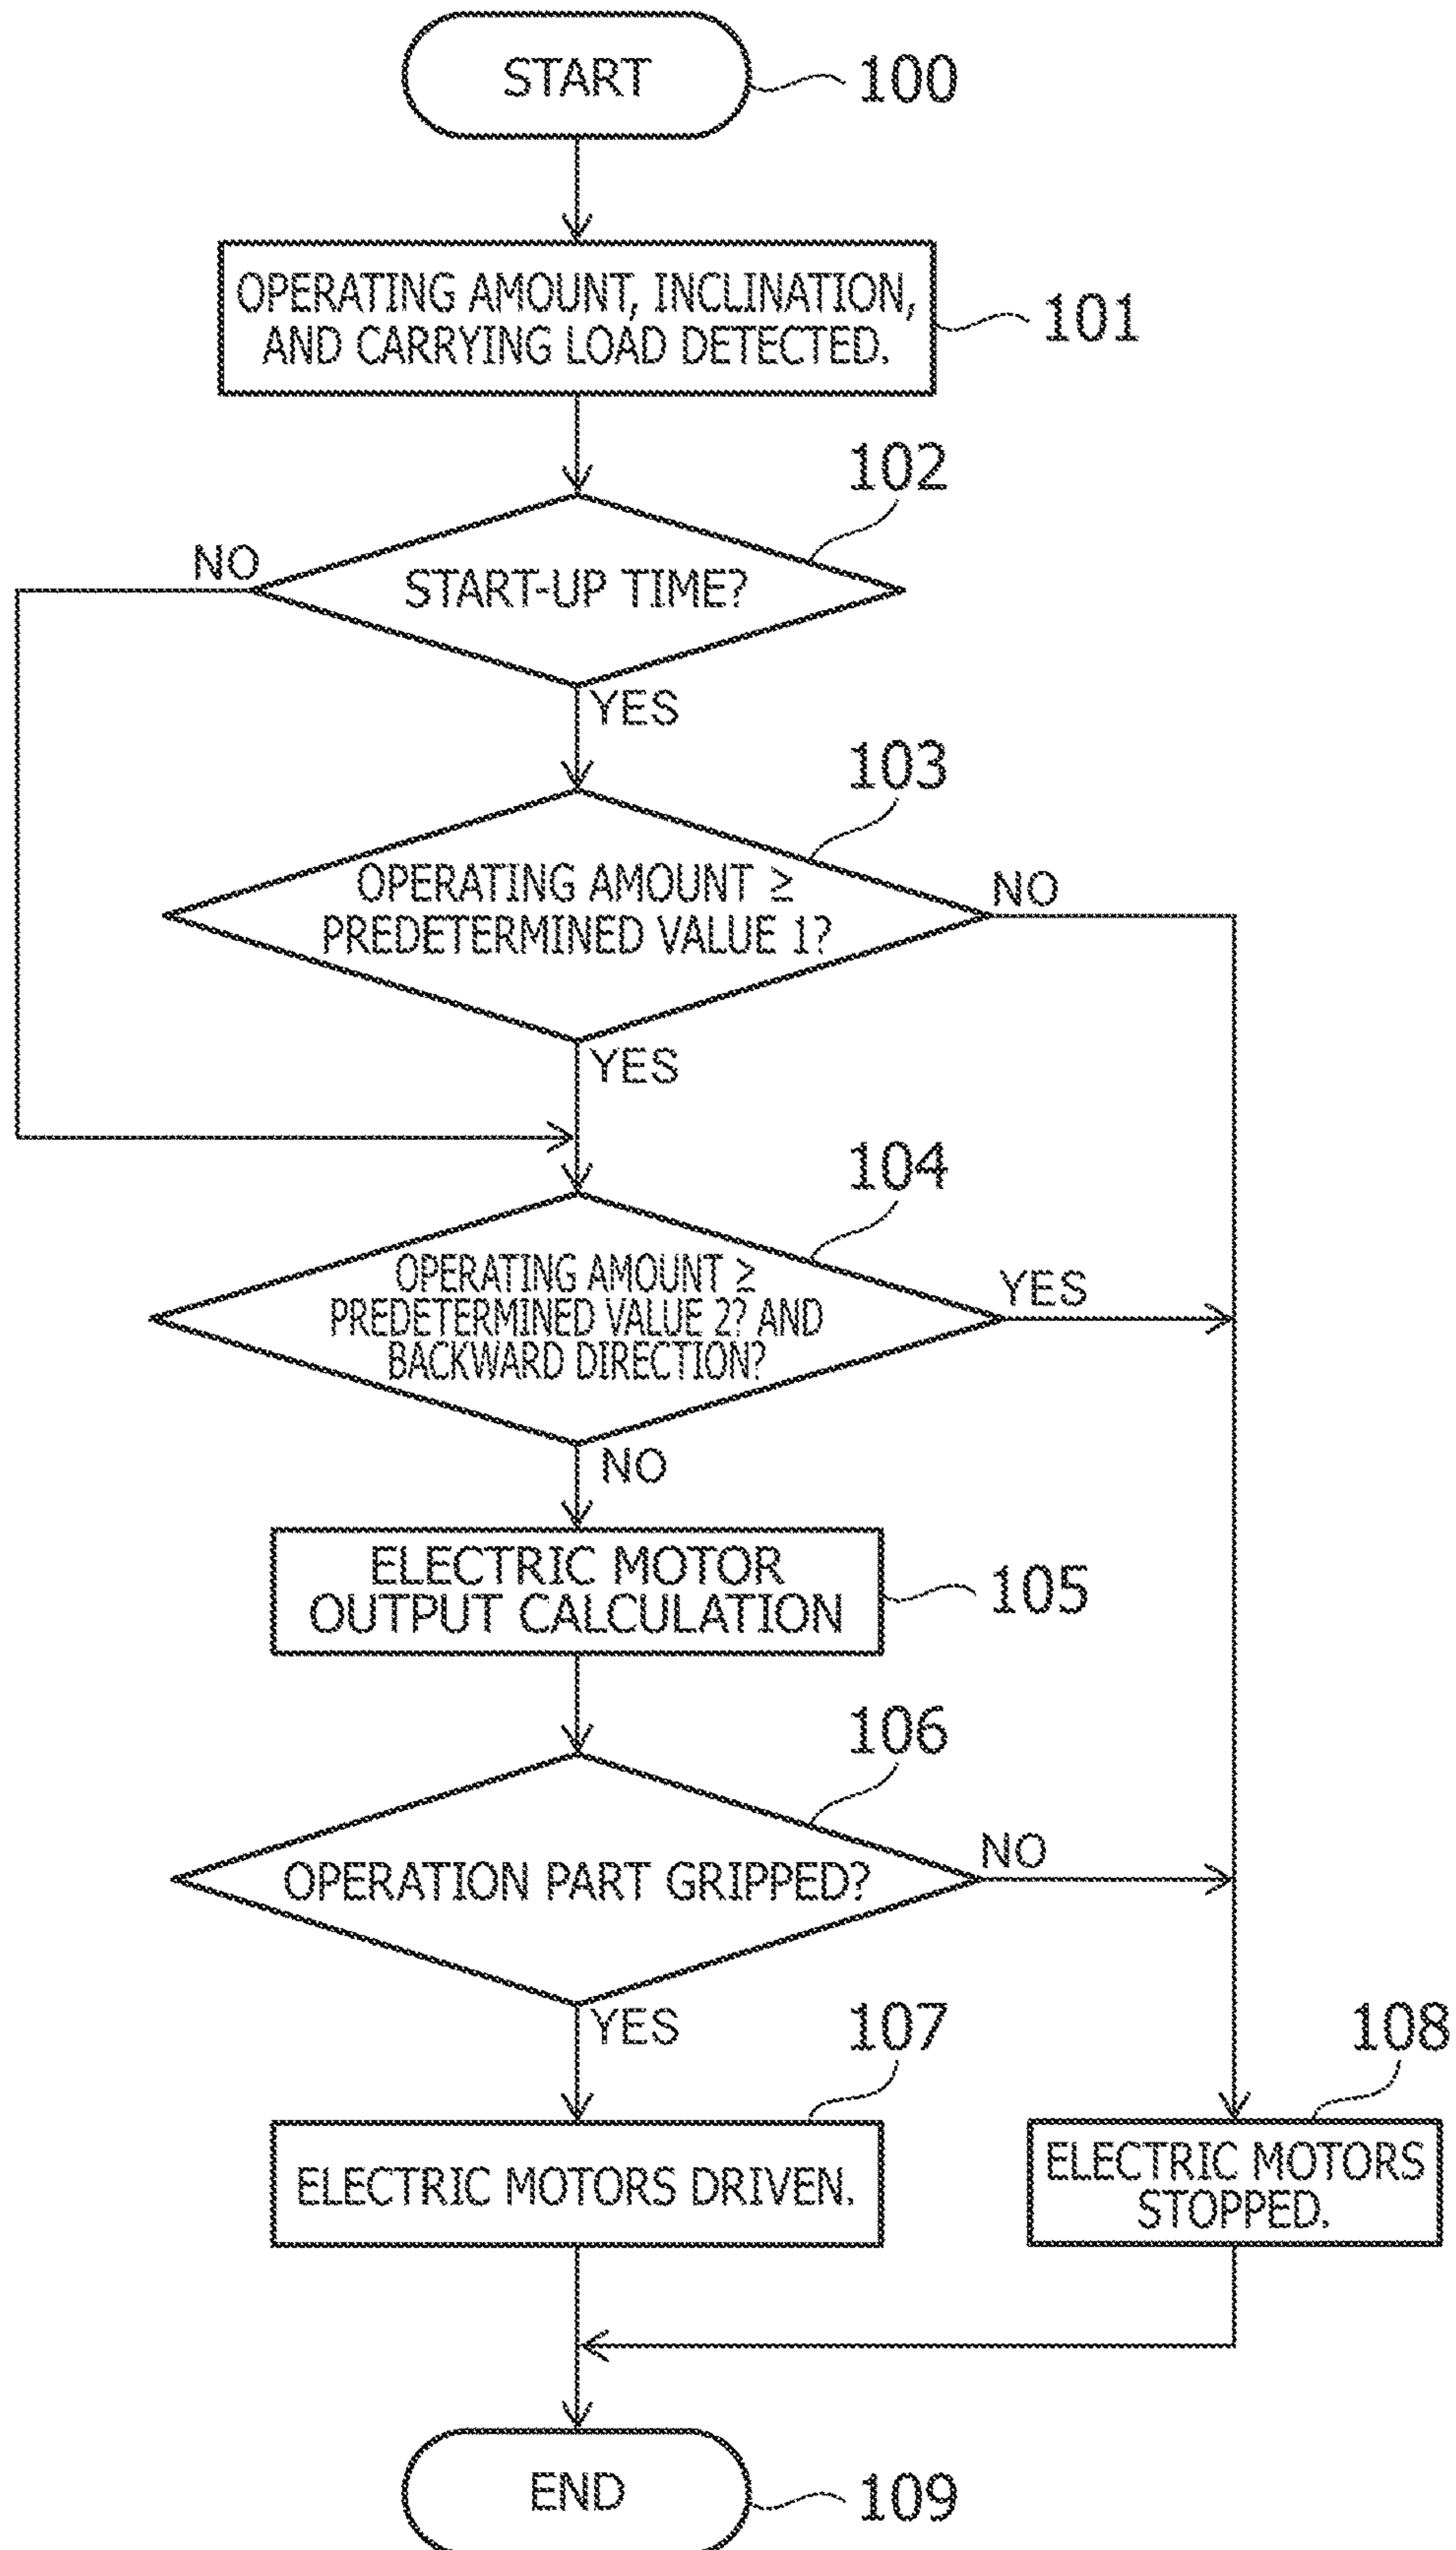 START
100
OPERATING AMOUNT, INCLINATION,
AND CARRYING LOAD DETECTED.
101
102
NO
START-UP TIME?
YES
103
OPERATING AMOUNT ≥
PREDETERMINED VALUE 1?
NO
YES
104
OPERATING AMOUNT ≥
PREDETERMINED VALUE 2? AND
BACKWARD DIRECTION?
YES
NO
ELECTRIC MOTOR
OUTPUT CALCULATION
105
106
OPERATION PART GRIPPED?
NO
YES
107
108
ELECTRIC MOTORS DRIVEN.
ELECTRIC MOTORS
STOPPED.
END
109